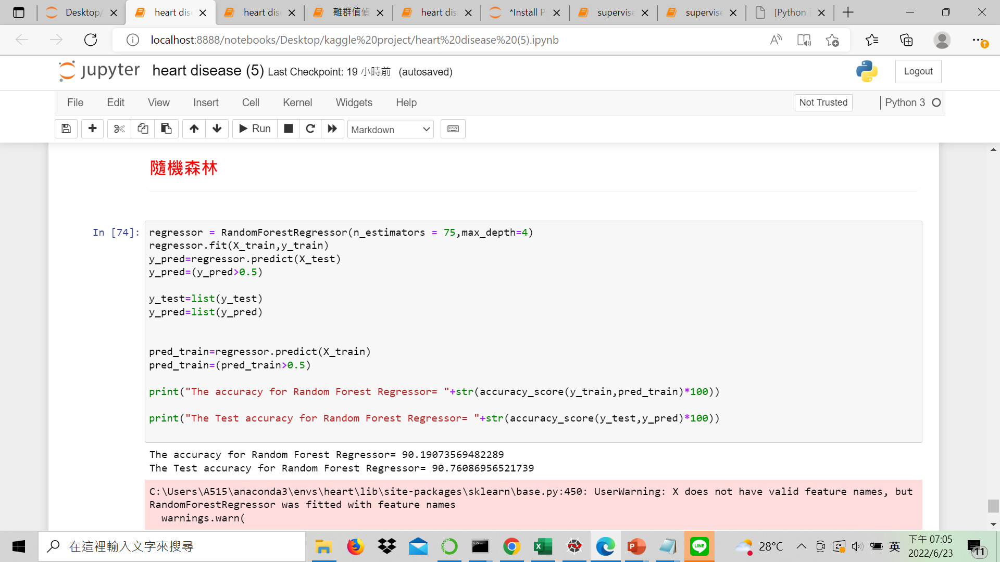 Desktop/
heart dis
heart dis
離群值偵
heart dis
*Install P
supervise
supervise
[Python
localhost:8888/notebooks/Desktop/kaggle%20project/heart%20disease%20(5).ipynb
jupyter heart disease (5) Last Checkpoint: 19 小時前 (autosaved)
Logout
File Edit View Insert Cell Kernel Widgets Help
Not Trusted
Python 3
Run
Markdown
隨機森林
In [74]:
regressor = RandomForestRegressor(n_estimators = 75,max_depth=4)
regressor.fit(X_train,y_train)
y_pred=regressor.predict(X_test)
y_pred=(y_pred>0.5)
y_test=list(y_test)
y_pred=list(y_pred)
pred_train=regressor.predict(X_train)
pred_train=(pred_train>0.5)
print("The accuracy for Random Forest Regressor= "+str(accuracy_score(y_train,pred_train)*100))
print("The Test accuracy for Random Forest Regressor= "+str(accuracy_score(y_test,y_pred)*100))
The accuracy for Random Forest Regressor= 90.19073569482289
The Test accuracy for Random Forest Regressor= 90.76086956521739
C:\Users\A515\anaconda3\envs\heart\lib\site-packages\sklearn\base.py:450: UserWarning: X does not have valid feature names, but
RandomForestRegressor was fitted with feature names
warnings.warn(
在這裡輸入文字來搜尋
LINE
28°C
英
下午 07:05
2022/6/23
11